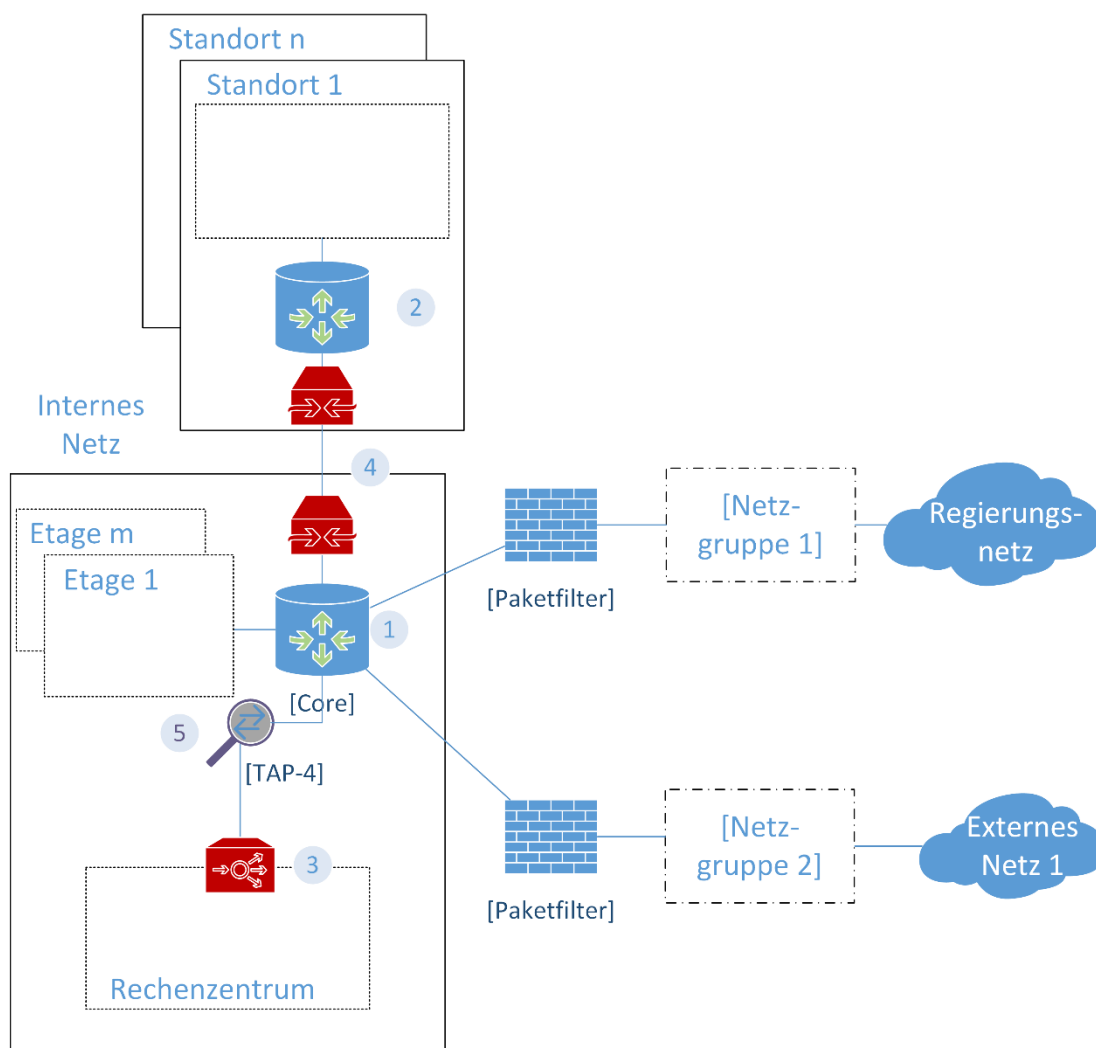 Standort n
Standort 1
2
Internes
Netz
4
Etage m
Etage 1
[Netz-
gruppe 1]
Regierungs-
netz
[Paketfilter]
1
[Core]
5
[TAP-4]
3
Rechenzentrum
[Netz-
gruppe 2]
Externes
Netz 1
[Paketfilter]